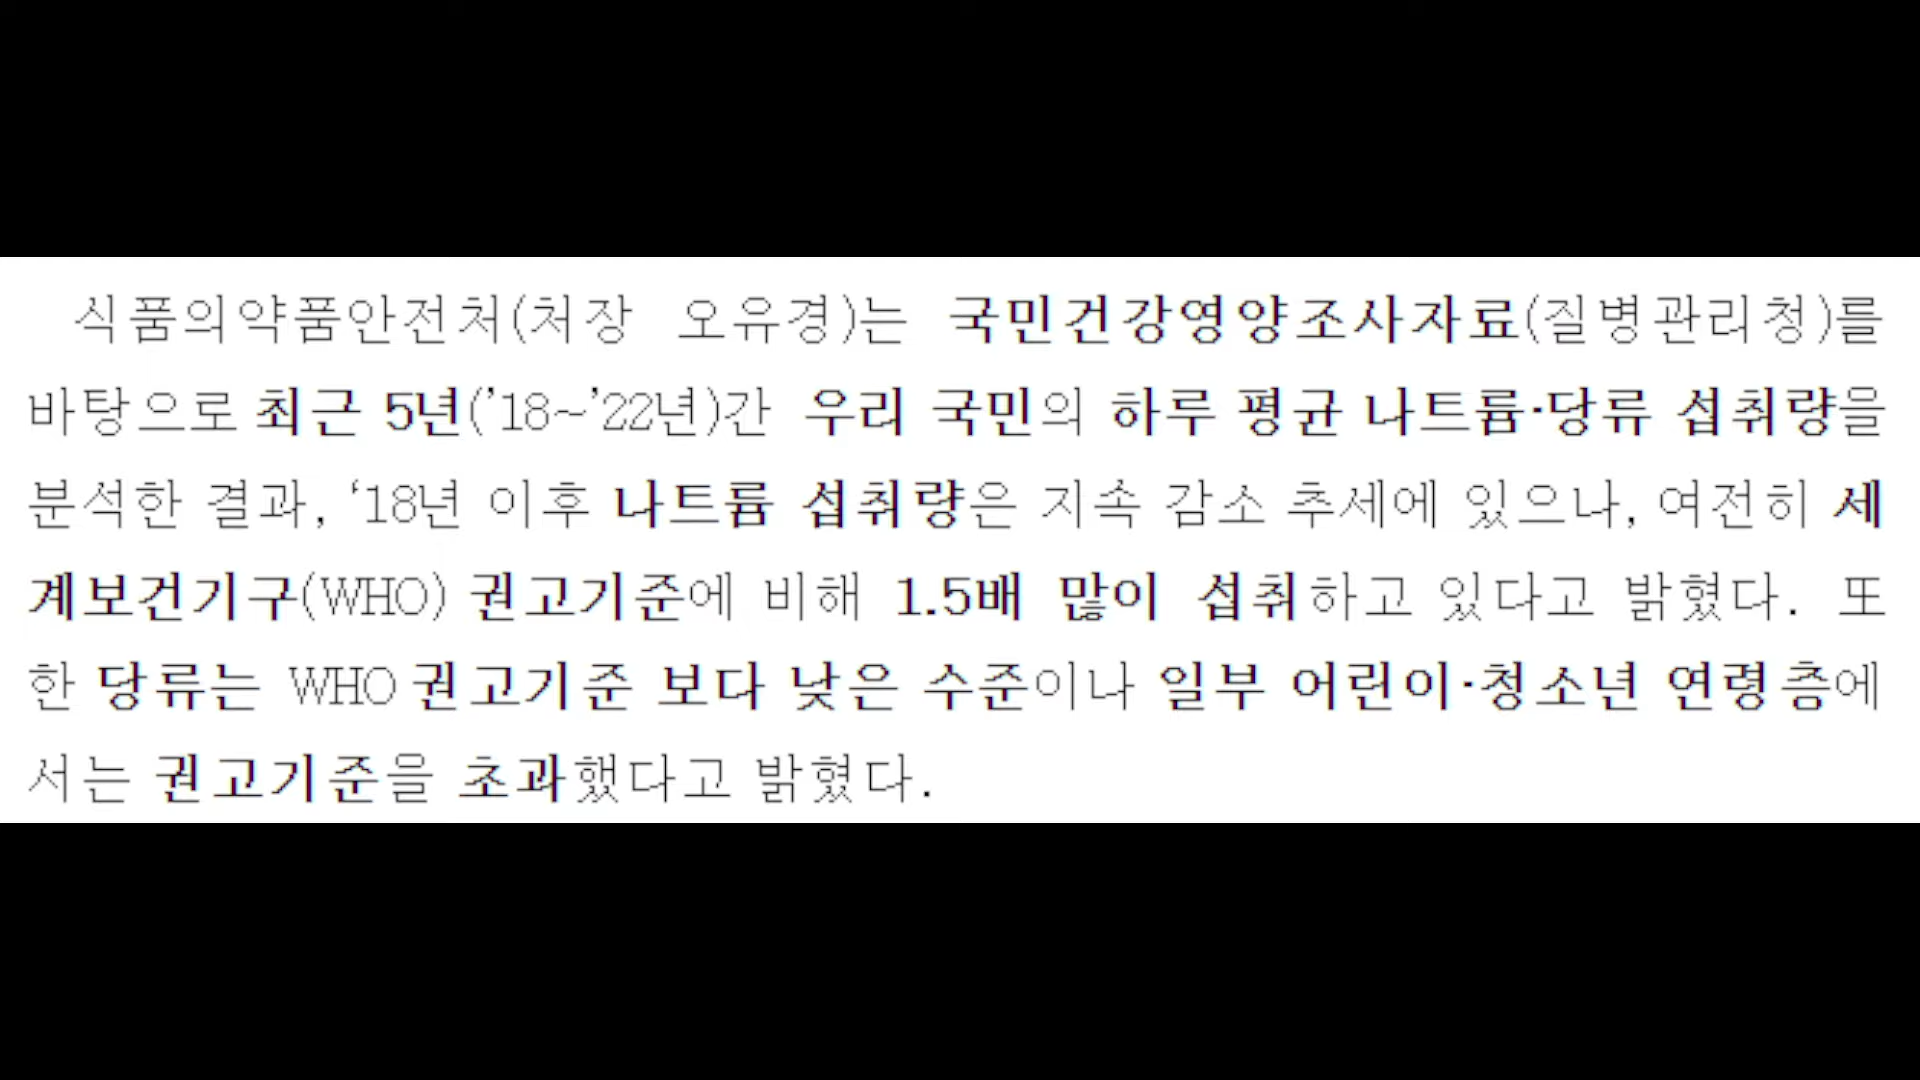 식품의약품안전처(처장 오유경)는 국민건강영양조사자료(질병관리청)를
바탕으로 최근 5년('18~'22년)간 우리 국민의 하루 평균 나트륨·당류 섭취량을
분석한 결과, ‘18년 이후 나트륨 섭취량은 지속 감소 추세에 있으나, 여전히 세
계보건기구(WHO) 권고기준에 비해 1.5배 많이 섭취하고 있다고 밝혔다. 또
한 당류는 WHO 권고기준 보다 낮은 수준이나 일부 어린이·청소년 연령층에
서는 권고기준을 초과했다고 밝혔다.